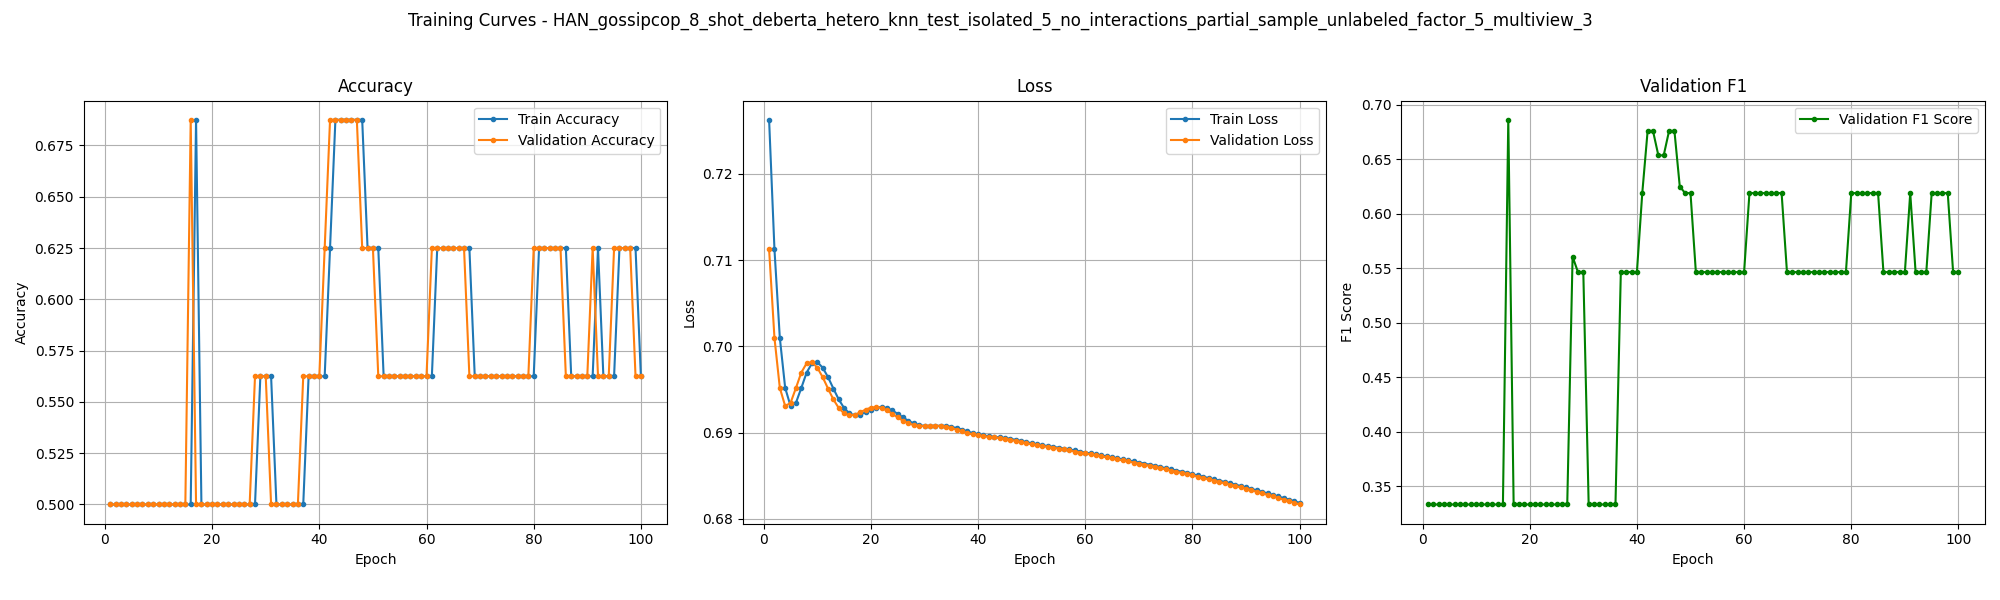 Training Curves - HAN_gossipcop_8_shot_deberta_hetero_knn_test_isolated_5_no_interactions_partial_sample_unlabeled_factor_5_multiview_3
Accuracy
Train Accuracy
Validation Accuracy
0.675
0.650
0.625
0.600
0.575
0.550
0.525
0.500
Accuracy
0 20 40 60 80 100
Epoch
Loss
Train Loss
Validation Loss
0.72
0.71
0.70
0.69
0.68
Loss
0 20 40 60 80 100
Epoch
Validation F1
Validation F1 Score
0.70
0.65
0.60
0.55
0.50
0.45
0.40
0.35
F1 Score
0 20 40 60 80 100
Epoch